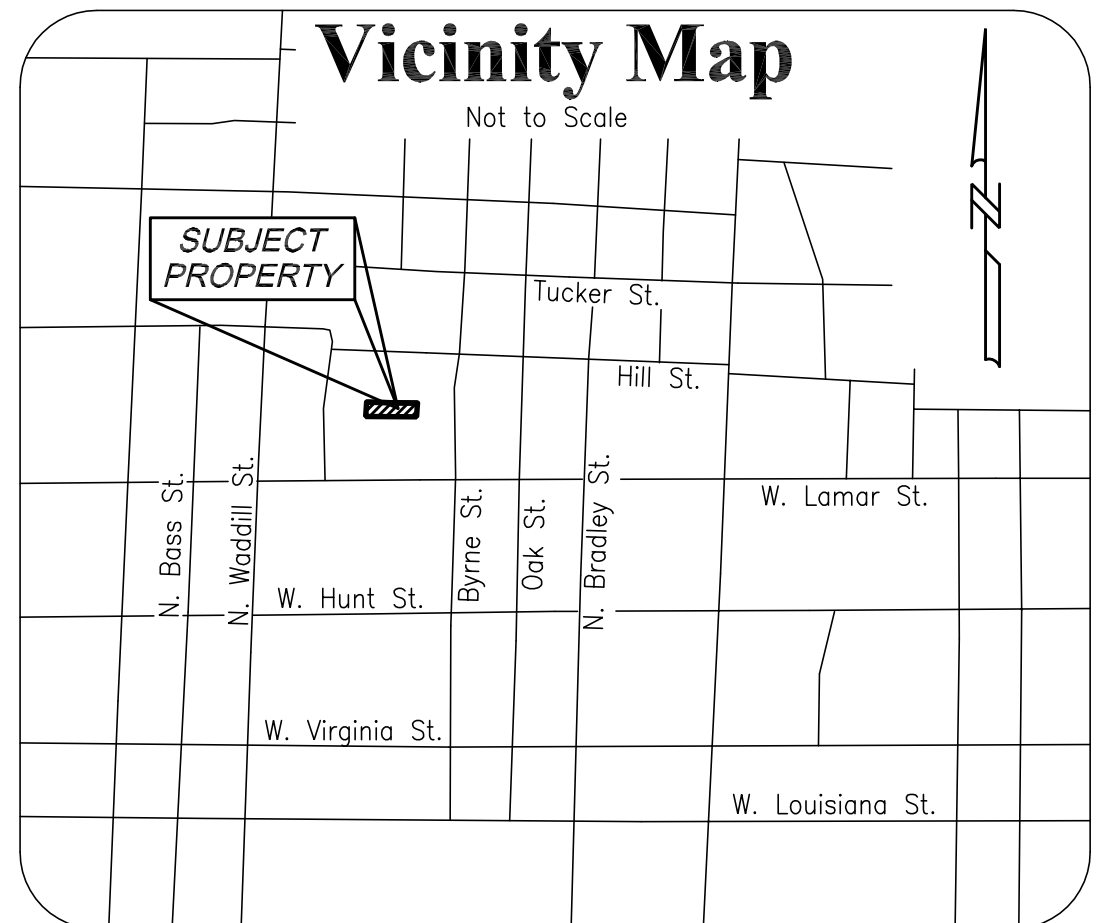 Vicinity Map
Not to Scale
N
SUBJECT
PROPERTY
Tucker St.
Hill St.
W. Lamar St.
N. Bass St.
N. Waddill St.
Byrne St.
Oak St.
N. Bradley St.
W. Hunt St.
W. Virginia St.
W. Louisiana St.